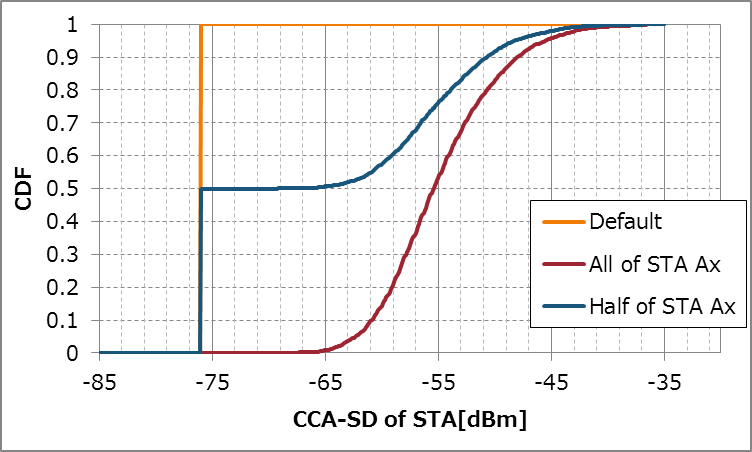 1
0.9
0.8
0.7
0.6
0.5
0.4
0.3
0.2
0.1
0
CDF
-85 -75 -65 -55 -45 -35
CCA-SD of STA[dBm]
Default
All of STA Ax
Half of STA Ax